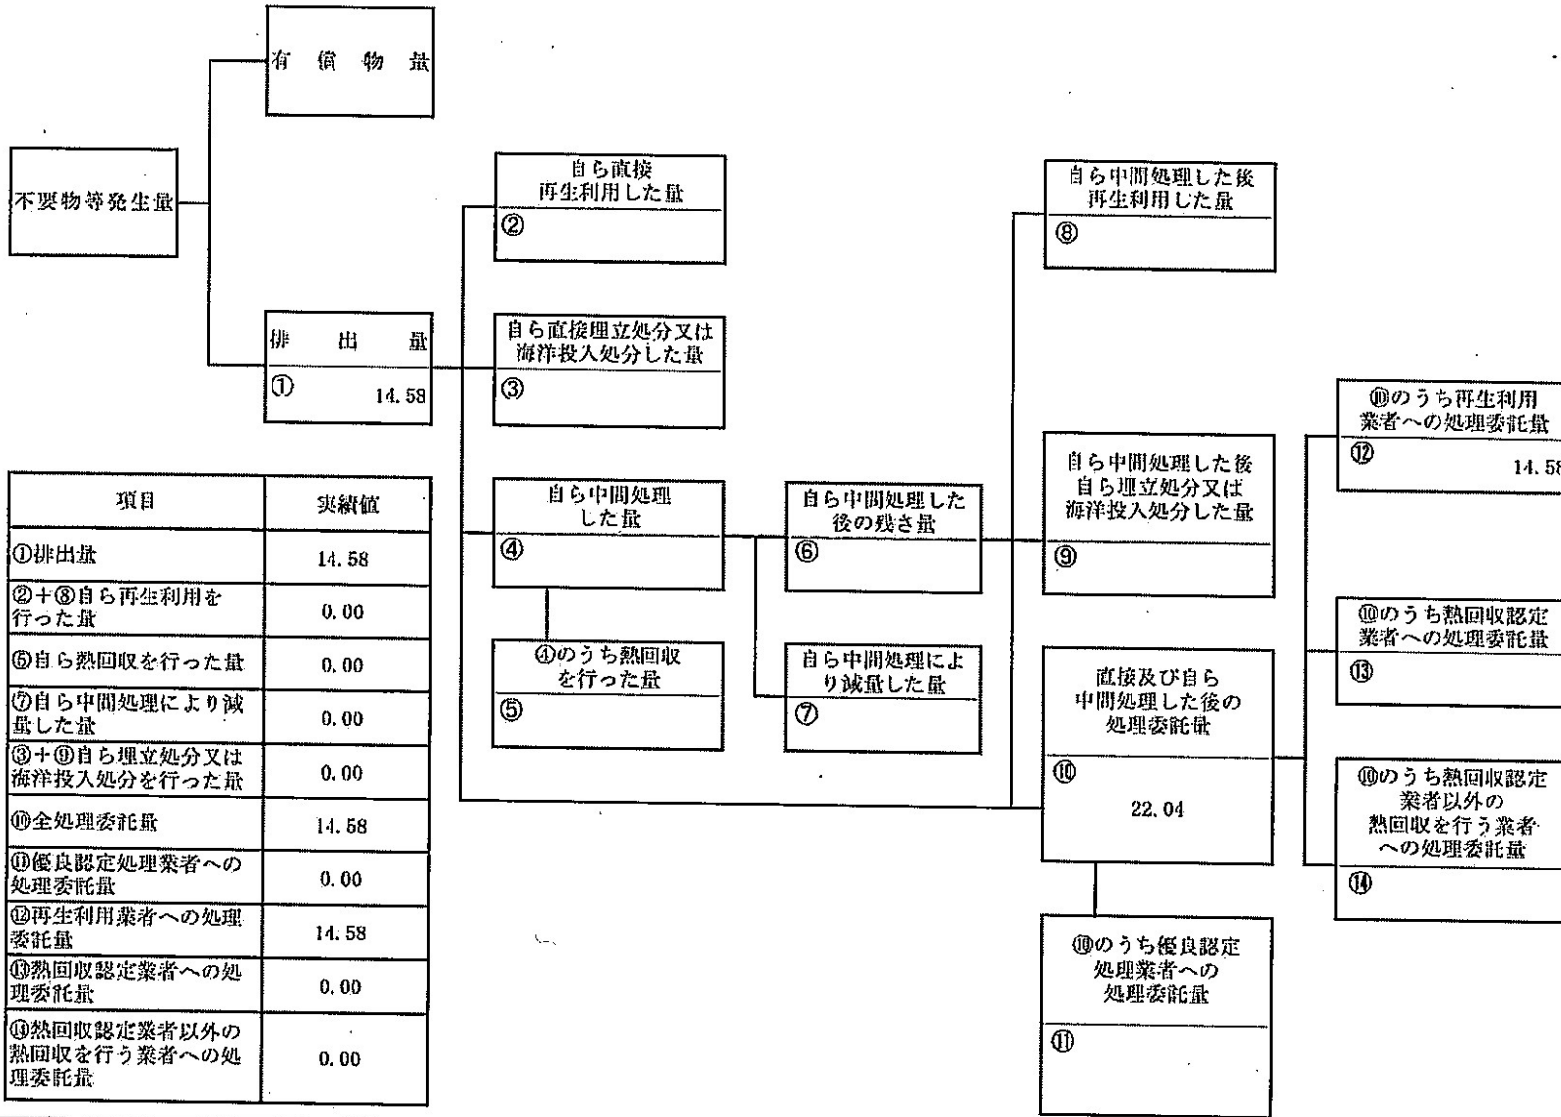 有償物量
不要物等発生量
排出量
① 14.58
自ら直接
再生利用した量
②
自ら直接埋立処分又は
海洋投入処分した量
③
自ら中間処理
した量
④
④のうち熱回収
を行った量
⑤
自ら中間処理した
後の残さ量
⑥
自ら中間処理によ
り減量した量
⑦
自ら中間処理した後
再生利用した量
⑧
自ら中間処理した後
自ら埋立処分又は
海洋投入処分した量
⑨
直接及び自ら
中間処理した後の
処理委託量
⑩
22.04
⑩のうち優良認定
処理業者への
処理委託量
⑪
⑩のうち再生利用
業者への処理委託量
⑫ 14.58
⑩のうち熱回収認定
業者への処理委託量
⑬
⑩のうち熱回収認定
業者以外の
熱回収を行う業者
への処理委託量
⑭
項目 実績値
①排出量 14.58
②+⑧自ら再生利用を
行った量 0.00
⑤自ら熱回収を行った量 0.00
⑦自ら中間処理により減
量した量 0.00
③+⑨自ら埋立処分又は
海洋投入処分を行った量 0.00
⑩全処理委託量 14.58
⑪優良認定処理業者への
処理委託量 0.00
⑫再生利用業者への処理
委託量 14.58
⑬熱回収認定業者への処
理委託量 0.00
⑭熱回収認定業者以外の
熱回収を行う業者への処
理委託量 0.00